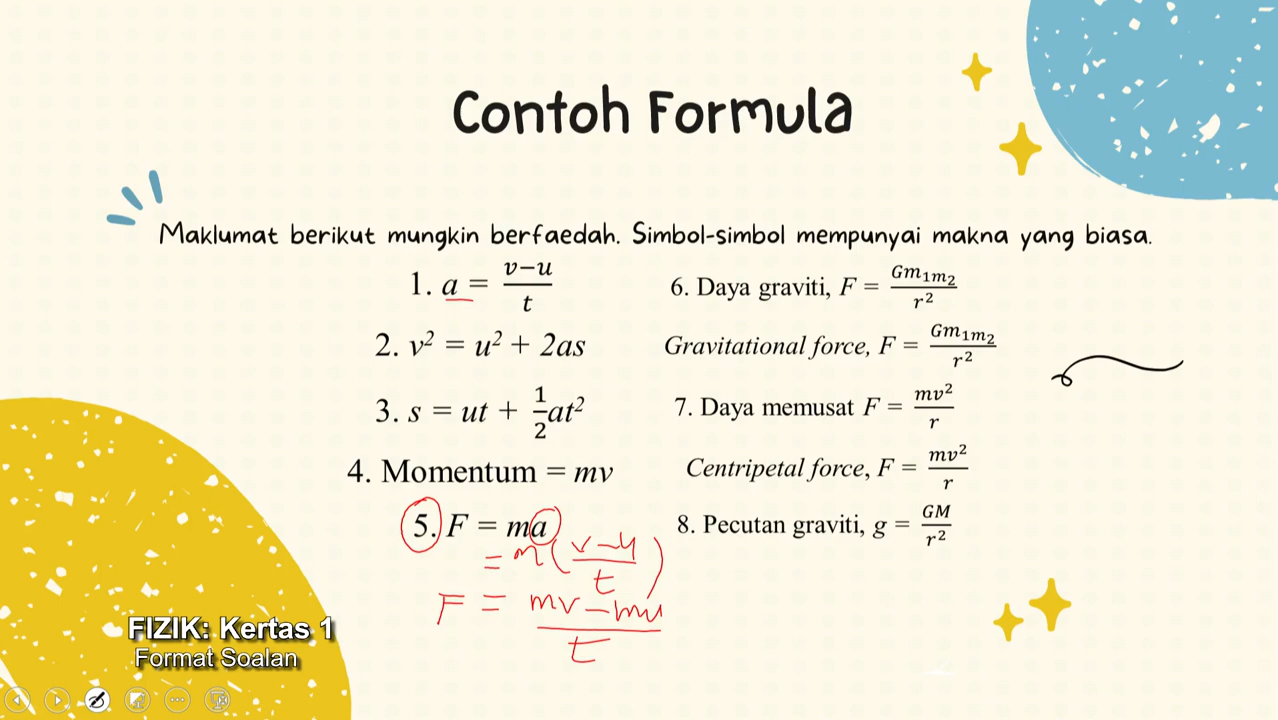 Contoh Formula
Maklumat berikut mungkin berfaedah. Simbol-simbol mempunyai makna yang biasa.
1. a = (v−u)/t
2. v² = u² + 2as
3. s = ut + 1/2 at²
4. Momentum = mv
5. F = ma
= m(v−u/t)
F = (mv−mu)/t
6. Daya graviti, F = Gm₁m₂/r²
Gravitational force, F = Gm₁m₂/r²
7. Daya memusat F = mv²/r
Centripetal force, F = mv²/r
8. Pecutan graviti, g = GM/r²
FIZIK: Kertas 1
Format Soalan